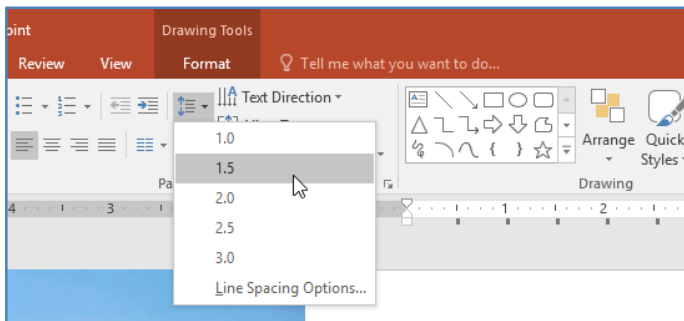 oint Drawing Tools
Review View Format Tell me what you want to do...
Text Direction
1.0
1.5
2.0
2.5
3.0
Line Spacing Options...
Arrange Quick
Styles
Pa Drawing
4 3 1 2